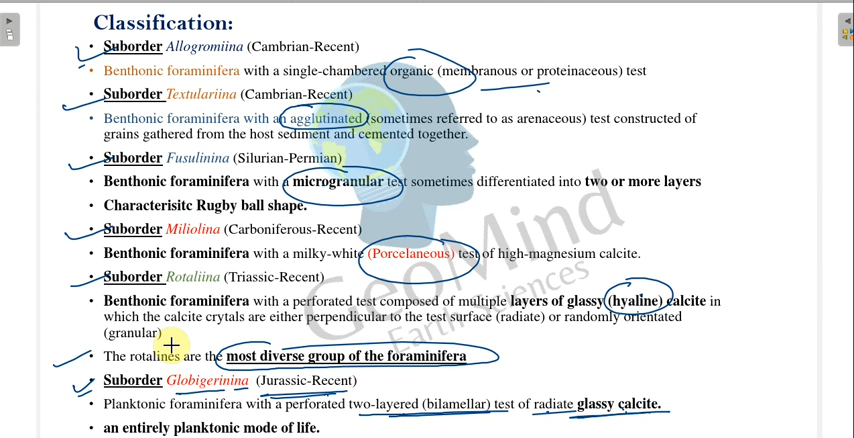 Classification:
• Suborder Allogromiina (Cambrian-Recent)
• Benthonic foraminifera with a single-chambered organic (membranous or proteinaceous) test
• Suborder Textulariina (Cambrian-Recent)
• Benthonic foraminifera with an agglutinated (sometimes referred to as arenaceous) test constructed of
grains gathered from the host sediment and cemented together.
• Suborder Fusulinina (Silurian-Permian)
• Benthonic foraminifera with a microgranular test sometimes differentiated into two or more layers
• Characterisitc Rugby ball shape.
• Suborder Miliolina (Carboniferous-Recent)
• Benthonic foraminifera with a milky-white (Porcelaneous) test of high-magnesium calcite.
• Suborder Rotaliina (Triassic-Recent)
• Benthonic foraminifera with a perforated test composed of multiple layers of glassy (hyaline) calcite in
which the calcite crytals are either perpendicular to the test surface (radiate) or randomly orientated
(granular)
• The rotalines are the most diverse group of the foraminifera
• Suborder Globigerinina (Jurassic-Recent)
• Planktonic foraminifera with a perforated two-layered (bilamellar) test of radiate glassy calcite.
• an entirely planktonic mode of life.
GeoMind
Earth Sciences